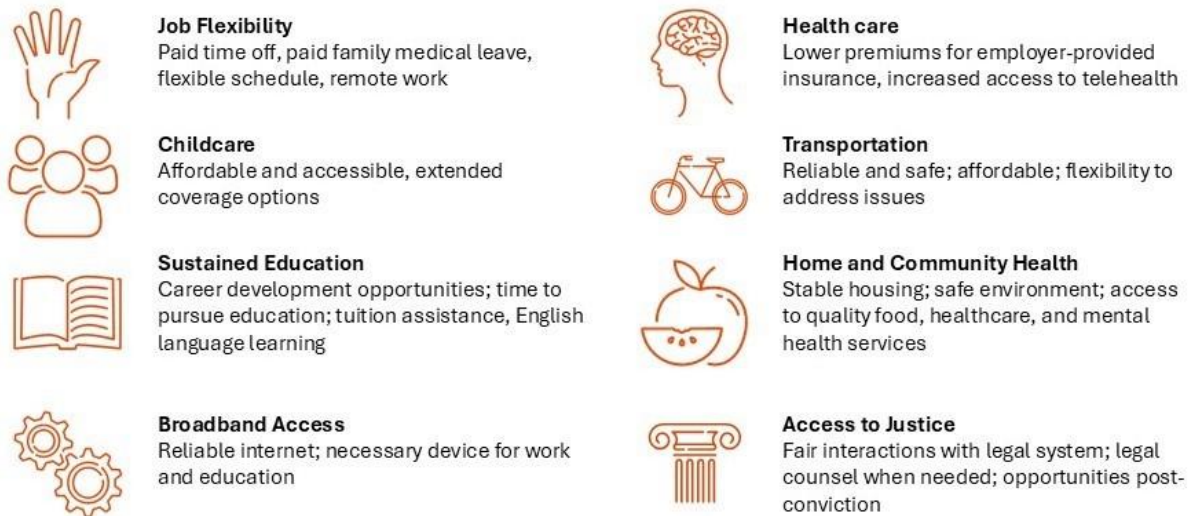 Job Flexibility
Paid time off, paid family medical leave,
flexible schedule, remote work
Health care
Lower premiums for employer-provided
insurance, increased access to telehealth
Childcare
Affordable and accessible, extended
coverage options
Transportation
Reliable and safe; affordable; flexibility to
address issues
Sustained Education
Career development opportunities; time to
pursue education; tuition assistance, English
language learning
Home and Community Health
Stable housing; safe environment; access
to quality food, healthcare, and mental
health services
Broadband Access
Reliable internet; necessary device for work
and education
Access to Justice
Fair interactions with legal system; legal
counsel when needed; opportunities post-
conviction